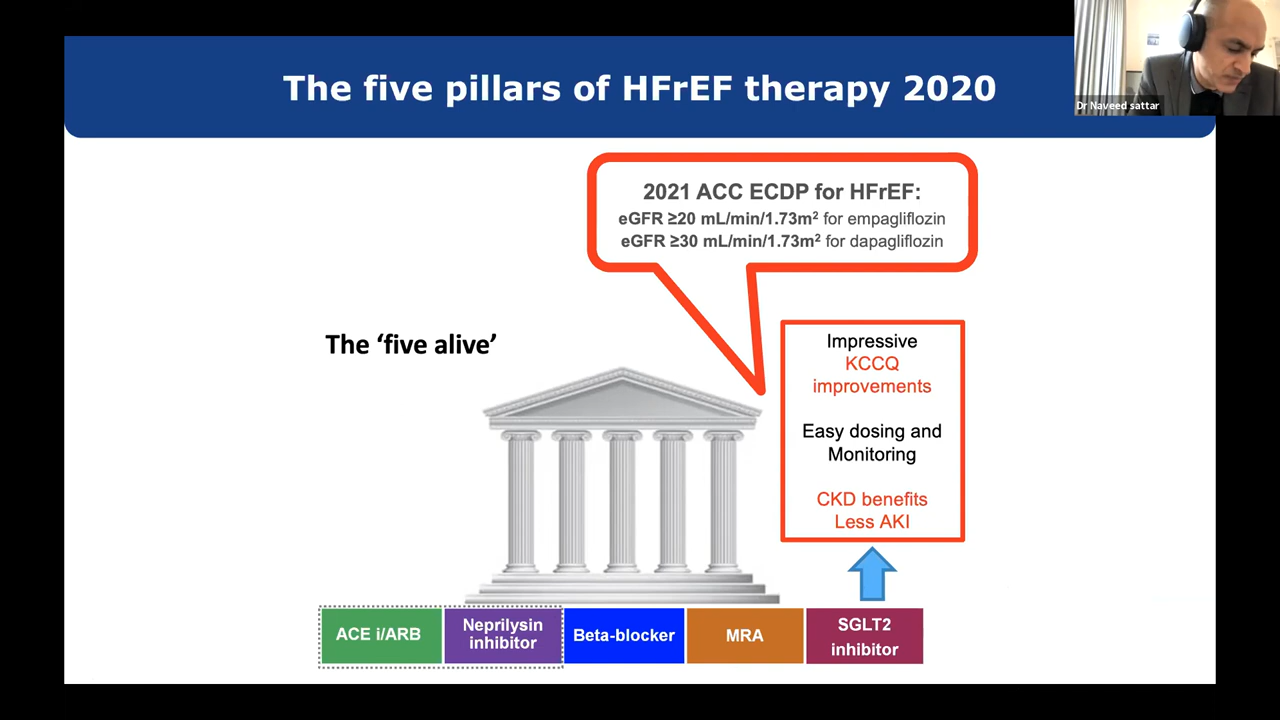 The five pillars of HFrEF therapy 2020
Dr Naveed sattar
2021 ACC ECDP for HFrEF:
eGFR ≥20 mL/min/1.73m² for empagliflozin
eGFR ≥30 mL/min/1.73m² for dapagliflozin
The ‘five alive’
Impressive
KCCQ
improvements
Easy dosing and
Monitoring
CKD benefits
Less AKI
ACE i/ARB
Neprilysin
inhibitor
Beta-blocker
MRA
SGLT2
inhibitor